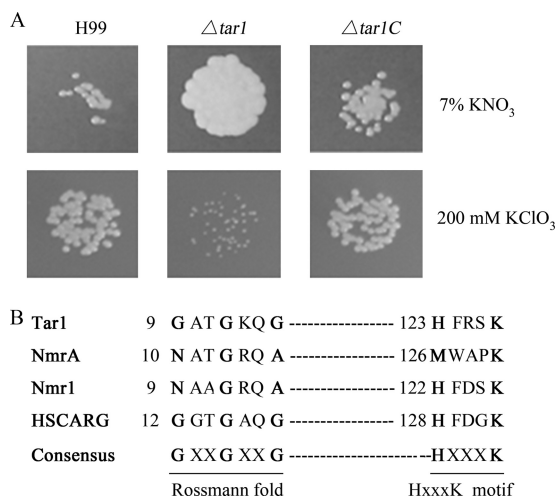 A
H99
△tar1
△tar1C
7% KNO₃
200 mM KClO₃
B
Tar1 9 G AT G KQ G ------------------ 123 H FRS K
NmrA 10 N AT G RQ A ------------------ 126 M WAP K
Nmr1 9 N AA G RQ A ------------------ 122 H FDS K
HSCARG 12 G GT G AQ G ------------------ 128 H FDG K
Consensus G XX G XX G ------------------------H XXX K
Rossmann fold HxxxK motif